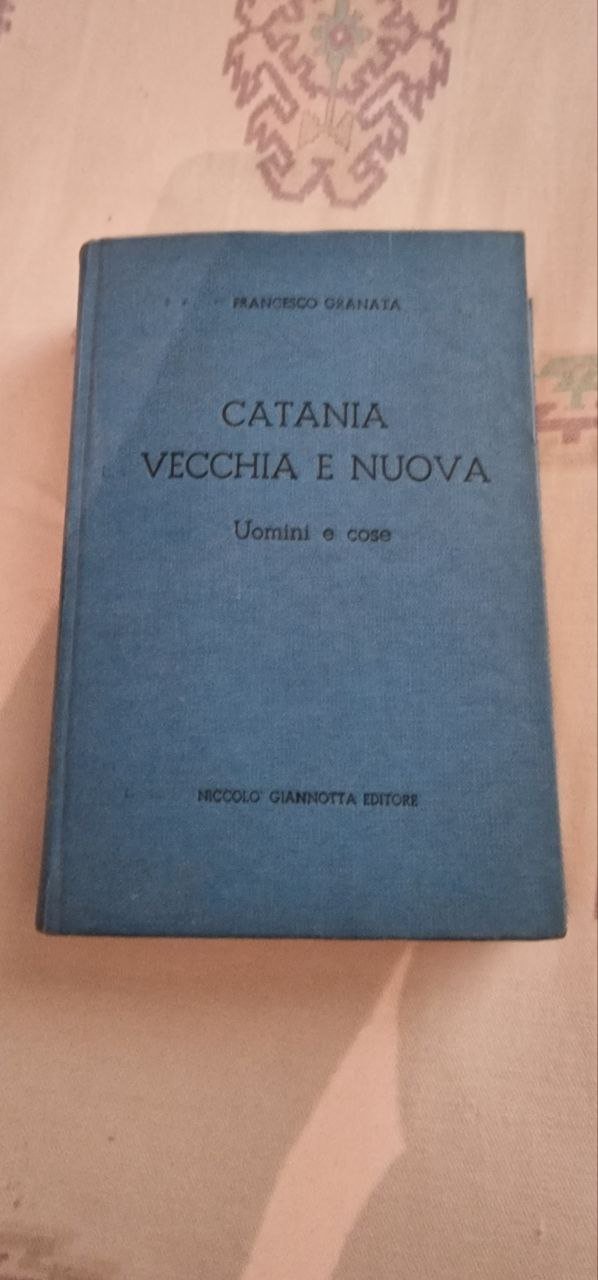 FRANCESCO GRANATA
CATANIA
VECCHIA E NUOVA
Uomini e cose
NICCOLO' GIANNOTTA EDITORE